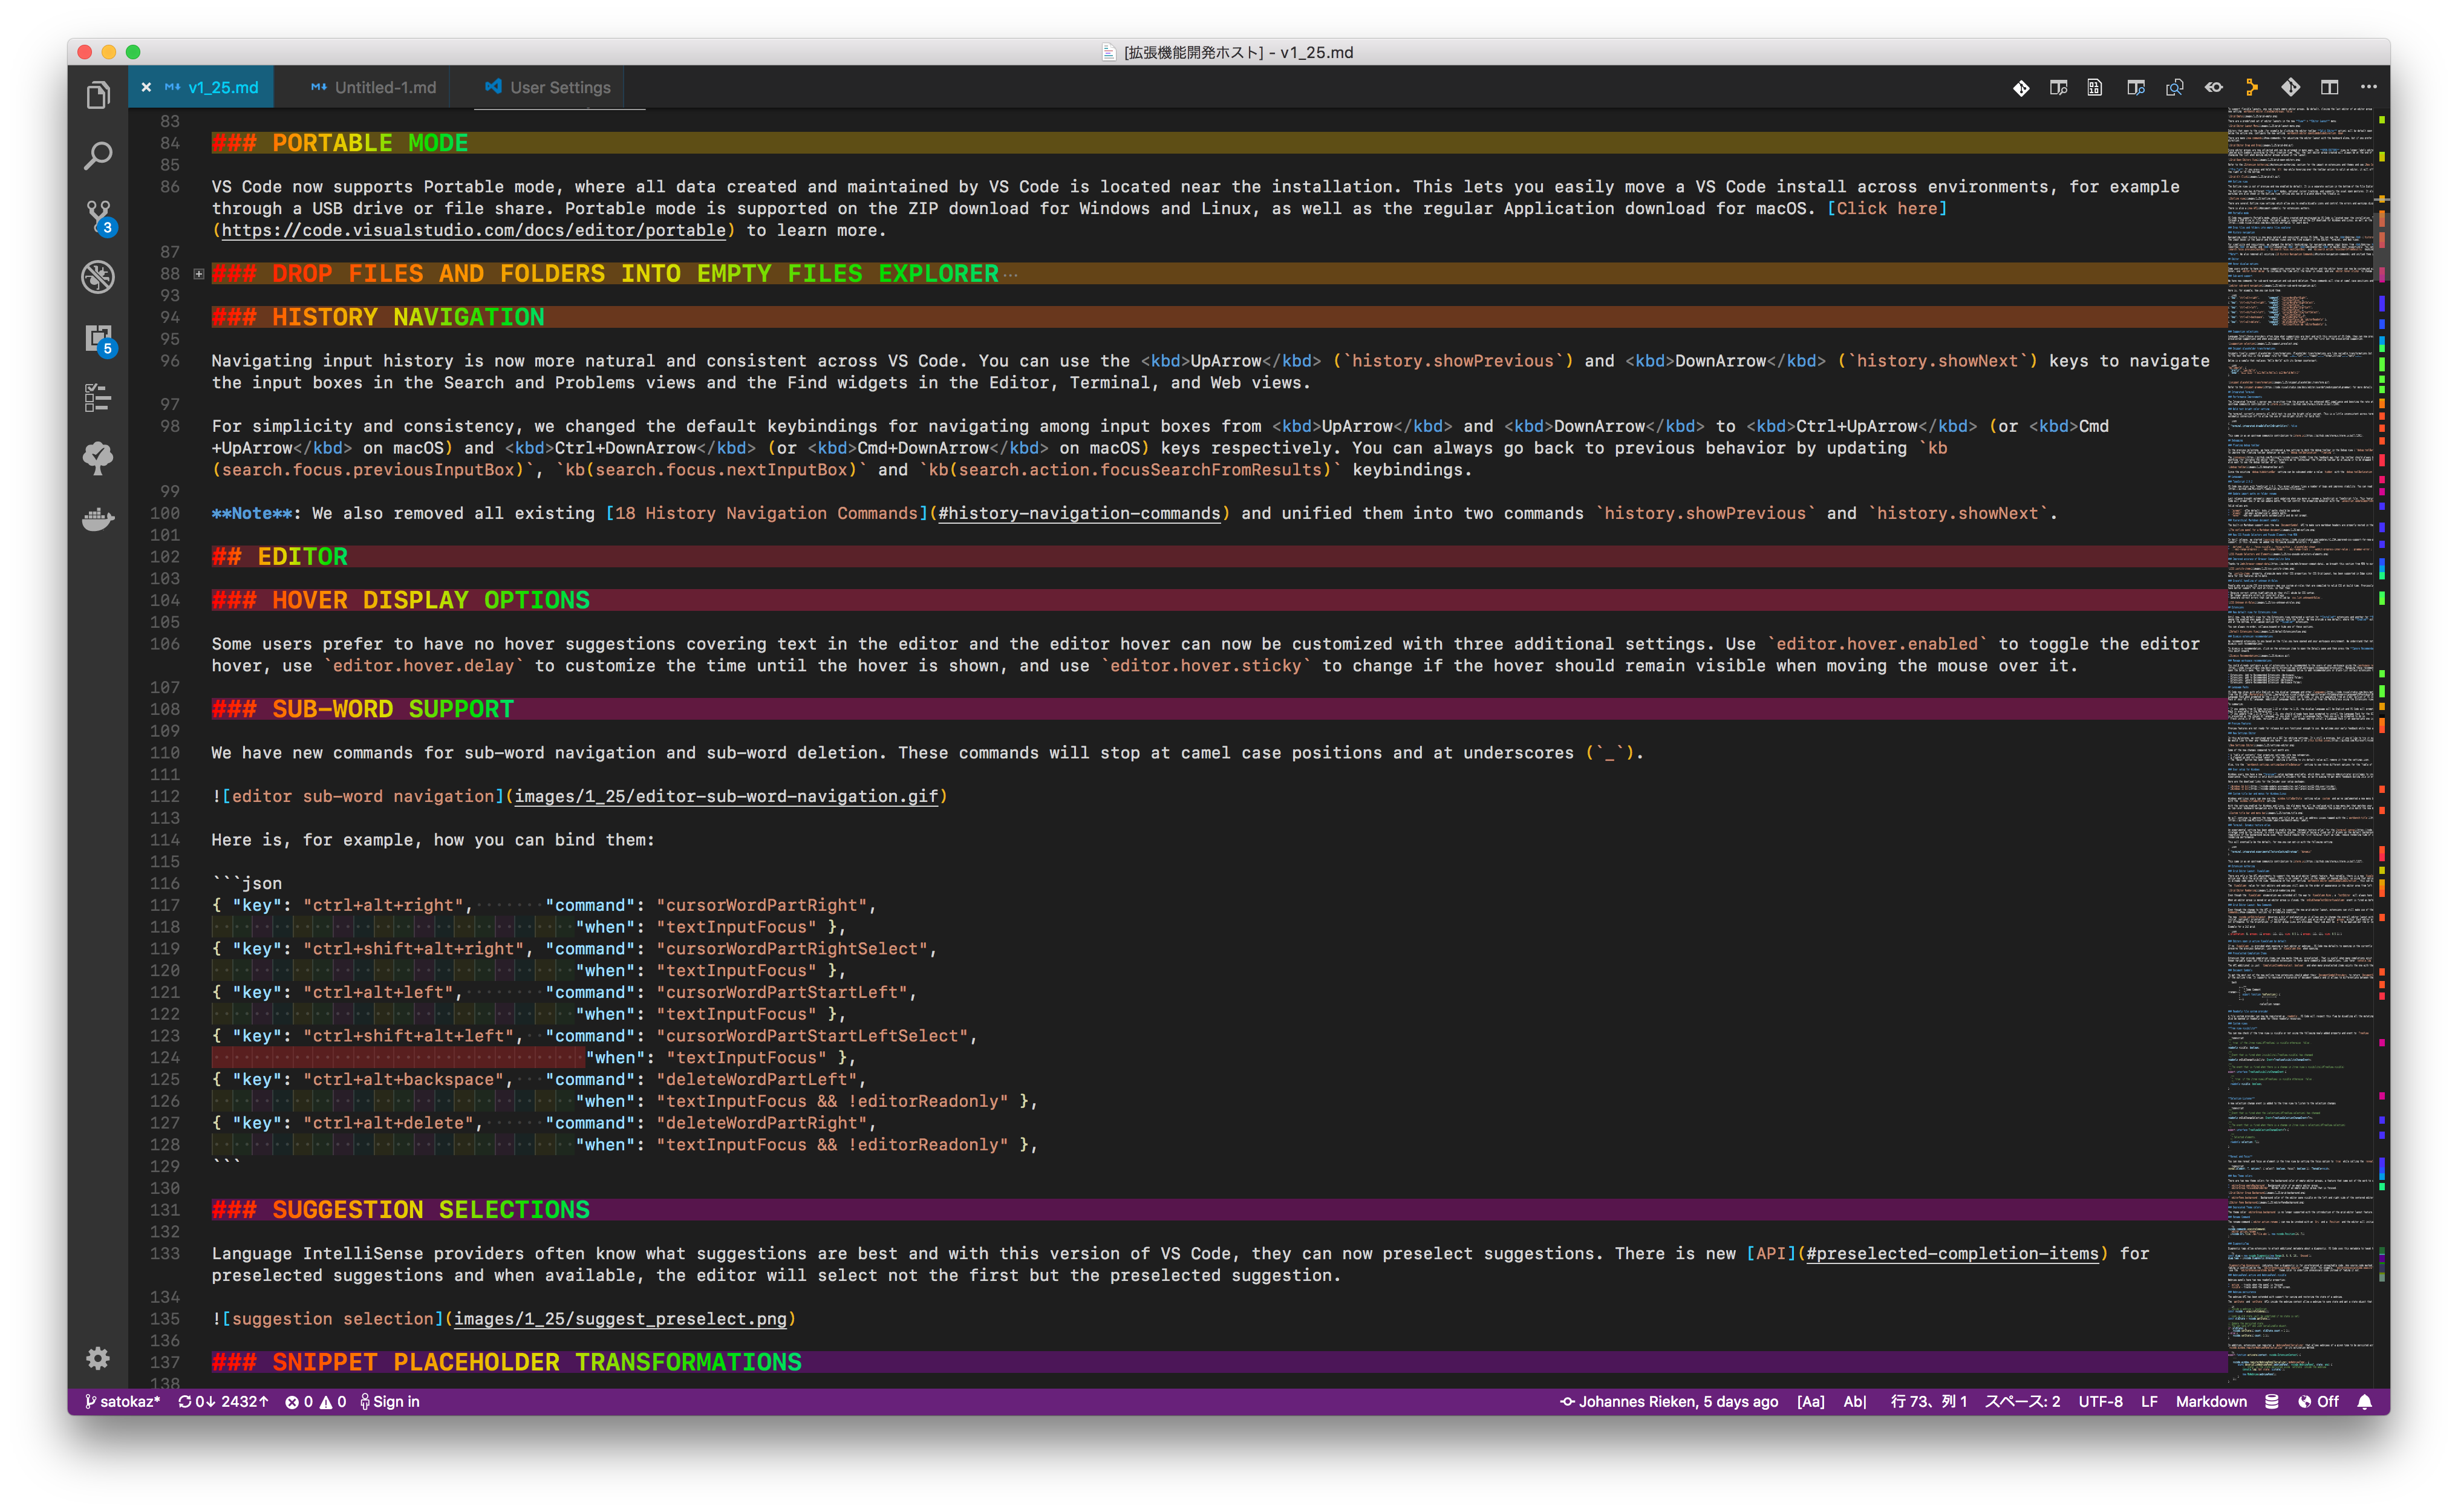 [拡張機能開発ホスト] - v1_25.md
v1_25.md
Untitled-1.md
User Settings
83
84 ### PORTABLE MODE
85
86 VS Code now supports Portable mode, where all data created and maintained by VS Code is located near the installation. This lets you easily move a VS Code install across environments, for example
through a USB drive or file share. Portable mode is supported on the ZIP download for Windows and Linux, as well as the regular Application download for macOS. [Click here]
(https://code.visualstudio.com/docs/editor/portable) to learn more.
87
88 ### DROP FILES AND FOLDERS INTO EMPTY FILES EXPLORER···
93
94 ### HISTORY NAVIGATION
95
96 Navigating input history is now more natural and consistent across VS Code. You can use the <kbd>UpArrow</kbd> (`history.showPrevious`) and <kbd>DownArrow</kbd> (`history.showNext`) keys to navigate
the input boxes in the Search and Problems views and the Find widgets in the Editor, Terminal, and Web views.
97
98 For simplicity and consistency, we changed the default keybindings for navigating among input boxes from <kbd>UpArrow</kbd> and <kbd>DownArrow</kbd> to <kbd>Ctrl+UpArrow</kbd> (or <kbd>Cmd
+UpArrow</kbd> on macOS) and <kbd>Ctrl+DownArrow</kbd> (or <kbd>Cmd+DownArrow</kbd> on macOS) keys respectively. You can always go back to previous behavior by updating `kb
(search.focus.previousInputBox)`, `kb(search.focus.nextInputBox)` and `kb(search.action.focusSearchFromResults)` keybindings.
99
100 **Note**: We also removed all existing [18 History Navigation Commands](#history-navigation-commands) and unified them into two commands `history.showPrevious` and `history.showNext`.
101
102 ## EDITOR
103
104 ### HOVER DISPLAY OPTIONS
105
106 Some users prefer to have no hover suggestions covering text in the editor and the editor hover can now be customized with three additional settings. Use `editor.hover.enabled` to toggle the editor
hover, use `editor.hover.delay` to customize the time until the hover is shown, and use `editor.hover.sticky` to change if the hover should remain visible when moving the mouse over it.
107
108 ### SUB-WORD SUPPORT
109
110 We have new commands for sub-word navigation and sub-word deletion. These commands will stop at camel case positions and at underscores (`_`).
111
112 ![editor sub-word navigation](images/1_25/editor-sub-word-navigation.gif)
113
114 Here is, for example, how you can bind them:
115
116 ```json
117 { "key": "ctrl+alt+right", "command": "cursorWordPartRight",
118 "when": "textInputFocus" },
119 { "key": "ctrl+shift+alt+right", "command": "cursorWordPartRightSelect",
120 "when": "textInputFocus" },
121 { "key": "ctrl+alt+left", "command": "cursorWordPartStartLeft",
122 "when": "textInputFocus" },
123 { "key": "ctrl+shift+alt+left", "command": "cursorWordPartStartLeftSelect",
124 "when": "textInputFocus" },
125 { "key": "ctrl+alt+backspace", "command": "deleteWordPartLeft",
126 "when": "textInputFocus && !editorReadonly" },
127 { "key": "ctrl+alt+delete", "command": "deleteWordPartRight",
128 "when": "textInputFocus && !editorReadonly" },
129 ```
130
131 ### SUGGESTION SELECTIONS
132
133 Language IntelliSense providers often know what suggestions are best and with this version of VS Code, they can now preselect suggestions. There is new [API](#preselected-completion-items) for
preselected suggestions and when available, the editor will select not the first but the preselected suggestion.
134
135 ![suggestion selection](images/1_25/suggest_preselect.png)
136
137 ### SNIPPET PLACEHOLDER TRANSFORMATIONS
138
3
5
satokaz* 0↓ 2432↑ 0 0 Sign in
Johannes Rieken, 5 days ago [Aa] Ab| 行 73、列 1 スペース: 2 UTF-8 LF Markdown Off